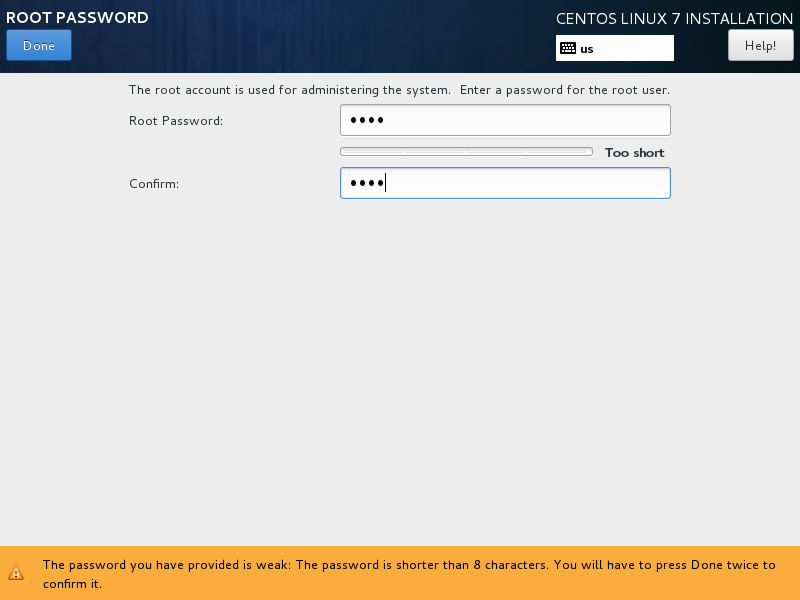 ROOT PASSWORD
CENTOS LINUX 7 INSTALLATION
Done
us
Help!
The root account is used for administering the system.  Enter a password for the root user.
Root Password:
••••
Too short
Confirm:
••••
The password you have provided is weak: The password is shorter than 8 characters. You will have to press Done twice to
confirm it.